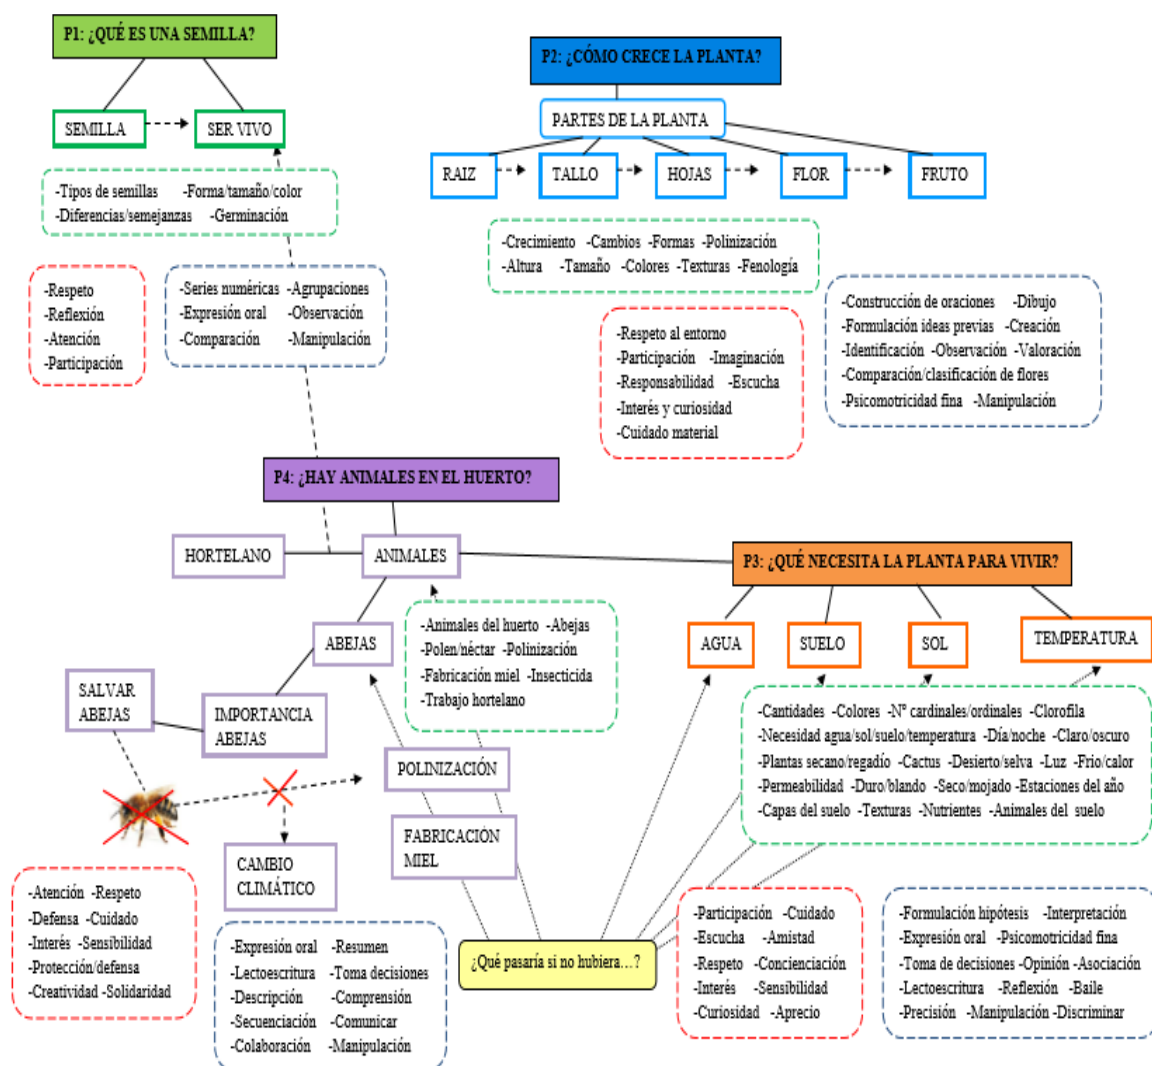 P1: ¿QUÉ ES UNA SEMILLA?
SEMILLA
SER VIVO
-Tipos de semillas -Forma/tamaño/color
-Diferencias/semejanzas -Germinación
-Respeto
-Reflexión
-Atención
-Participación
-Series numéricas -Agrupaciones
-Expresión oral -Observación
-Comparación -Manipulación
P2: ¿CÓMO CRECE LA PLANTA?
PARTES DE LA PLANTA
RAIZ
TALLO
HOJAS
FLOR
FRUTO
-Crecimiento -Cambios -Formas -Polinización
-Altura -Tamaño -Colores -Texturas -Fenología
-Respeto al entorno
-Participación -Imaginación
-Responsabilidad -Escucha
-Interés y curiosidad
-Cuidado material
-Construcción de oraciones -Dibujo
-Formulación ideas previas -Creación
-Identificación -Observación -Valoración
-Comparación/clasificación de flores
-Psicomotricidad fina -Manipulación
P4: ¿HAY ANIMALES EN EL HUERTO?
HORTELANO
ANIMALES
ABEJAS
-Animales del huerto -Abejas
-Polen/néctar -Polinización
-Fabricación miel -Insecticida
-Trabajo hortelano
SALVAR
ABEJAS
IMPORTANCIA
ABEJAS
POLINIZACIÓN
FABRICACIÓN
MIEL
CAMBIO
CLIMÁTICO
-Atención -Respeto
-Defensa -Cuidado
-Interés -Sensibilidad
-Protección/defensa
-Creatividad -Solidaridad
-Expresión oral -Resumen
-Lectoescritura -Toma decisiones
-Descripción -Comprensión
-Secuenciación -Comunicar
-Colaboración -Manipulación
¿Qué pasaría si no hubiera…?
P3: ¿QUÉ NECESITA LA PLANTA PARA VIVIR?
AGUA
SUELO
SOL
TEMPERATURA
-Cantidades -Colores -Nº cardinales/ordinales -Clorofila
-Necesidad agua/sol/suelo/temperatura -Día/noche -Claro/oscuro
-Plantas secano/regadío -Cactus -Desierto/selva -Luz -Frío/calor
-Permeabilidad -Duro/blando -Seco/mojado -Estaciones del año
-Capas del suelo -Texturas -Nutrientes -Animales del suelo
-Participación -Cuidado
-Escucha -Amistad
-Respeto -Concienciación
-Interés -Sensibilidad
-Curiosidad -Aprecio
-Formulación hipótesis -Interpretación
-Expresión oral -Psicomotricidad fina
-Toma de decisiones -Opinión -Asociación
-Lectoescritura -Reflexión -Baile
-Precisión -Manipulación -Discriminar